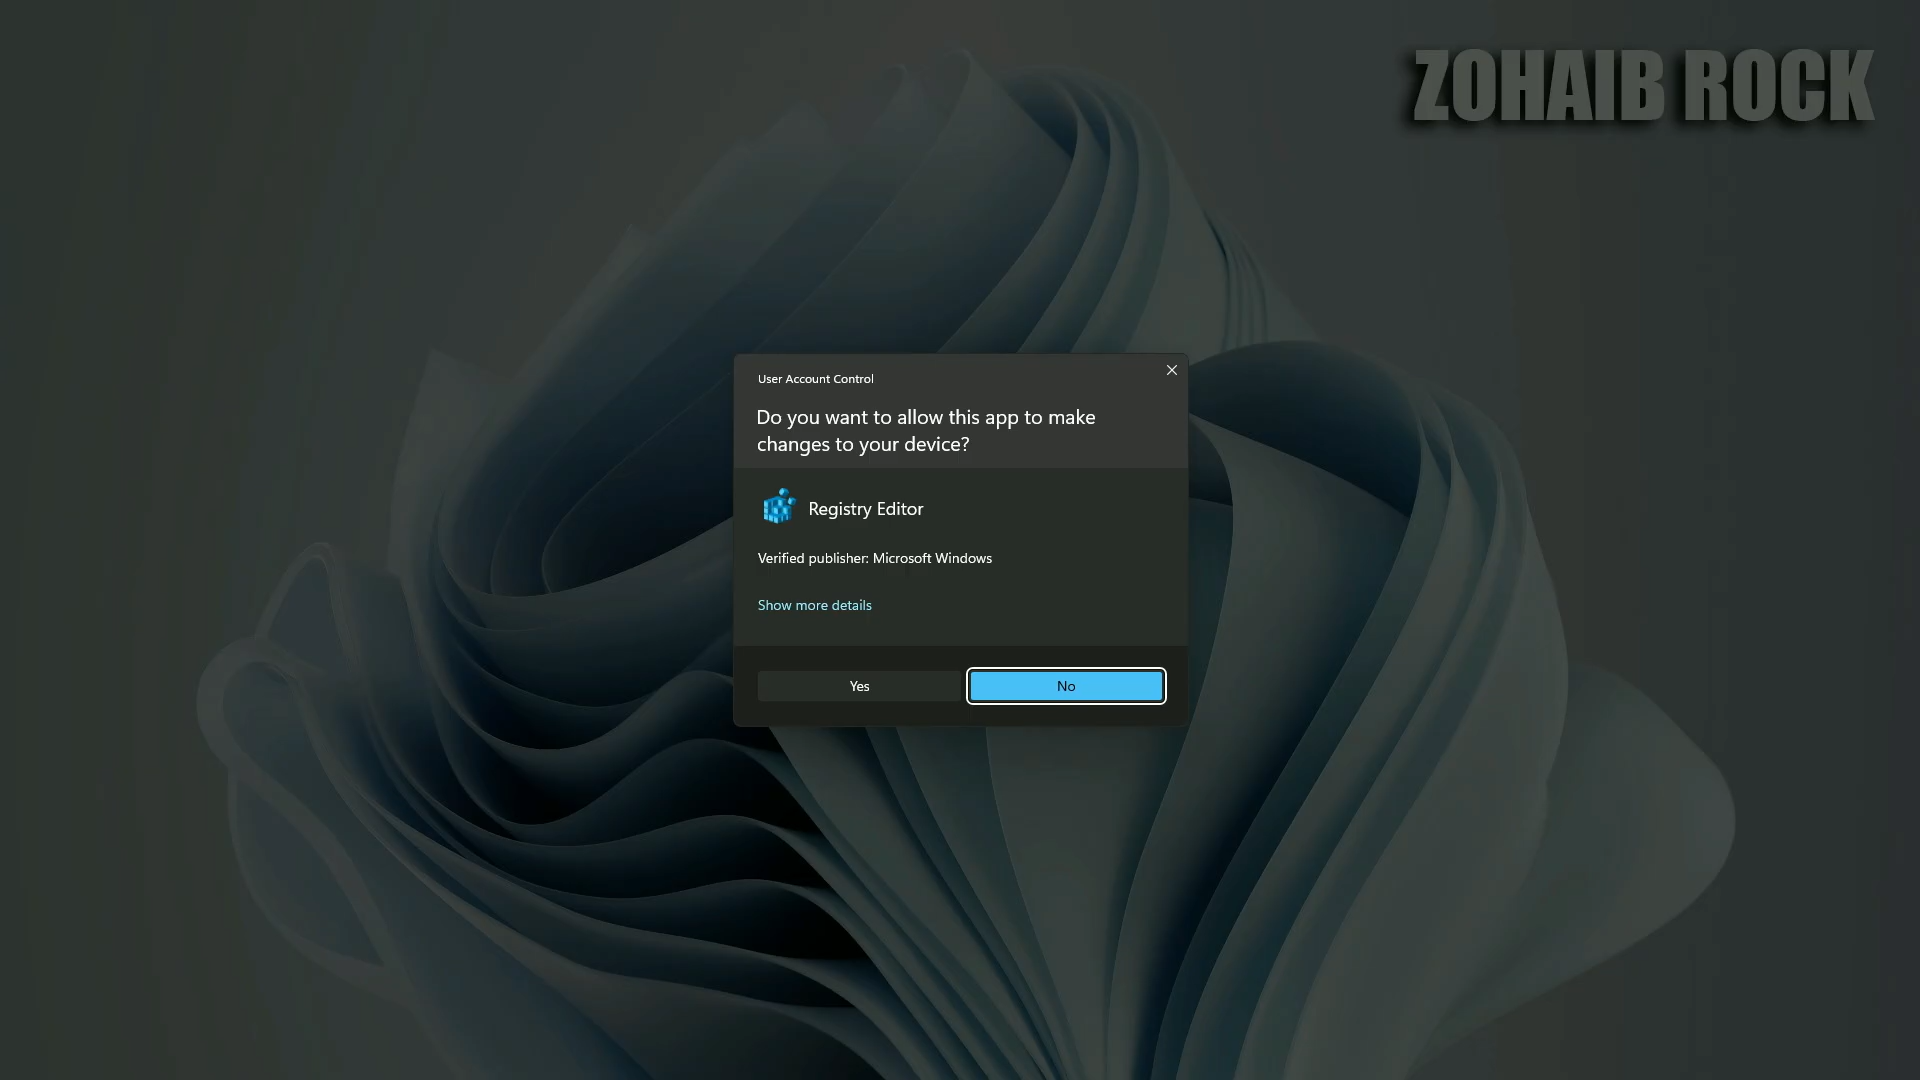 ZOHAIB ROCK
User Account Control
Do you want to allow this app to make
changes to your device?
Registry Editor
Verified publisher: Microsoft Windows
Show more details
Yes
No